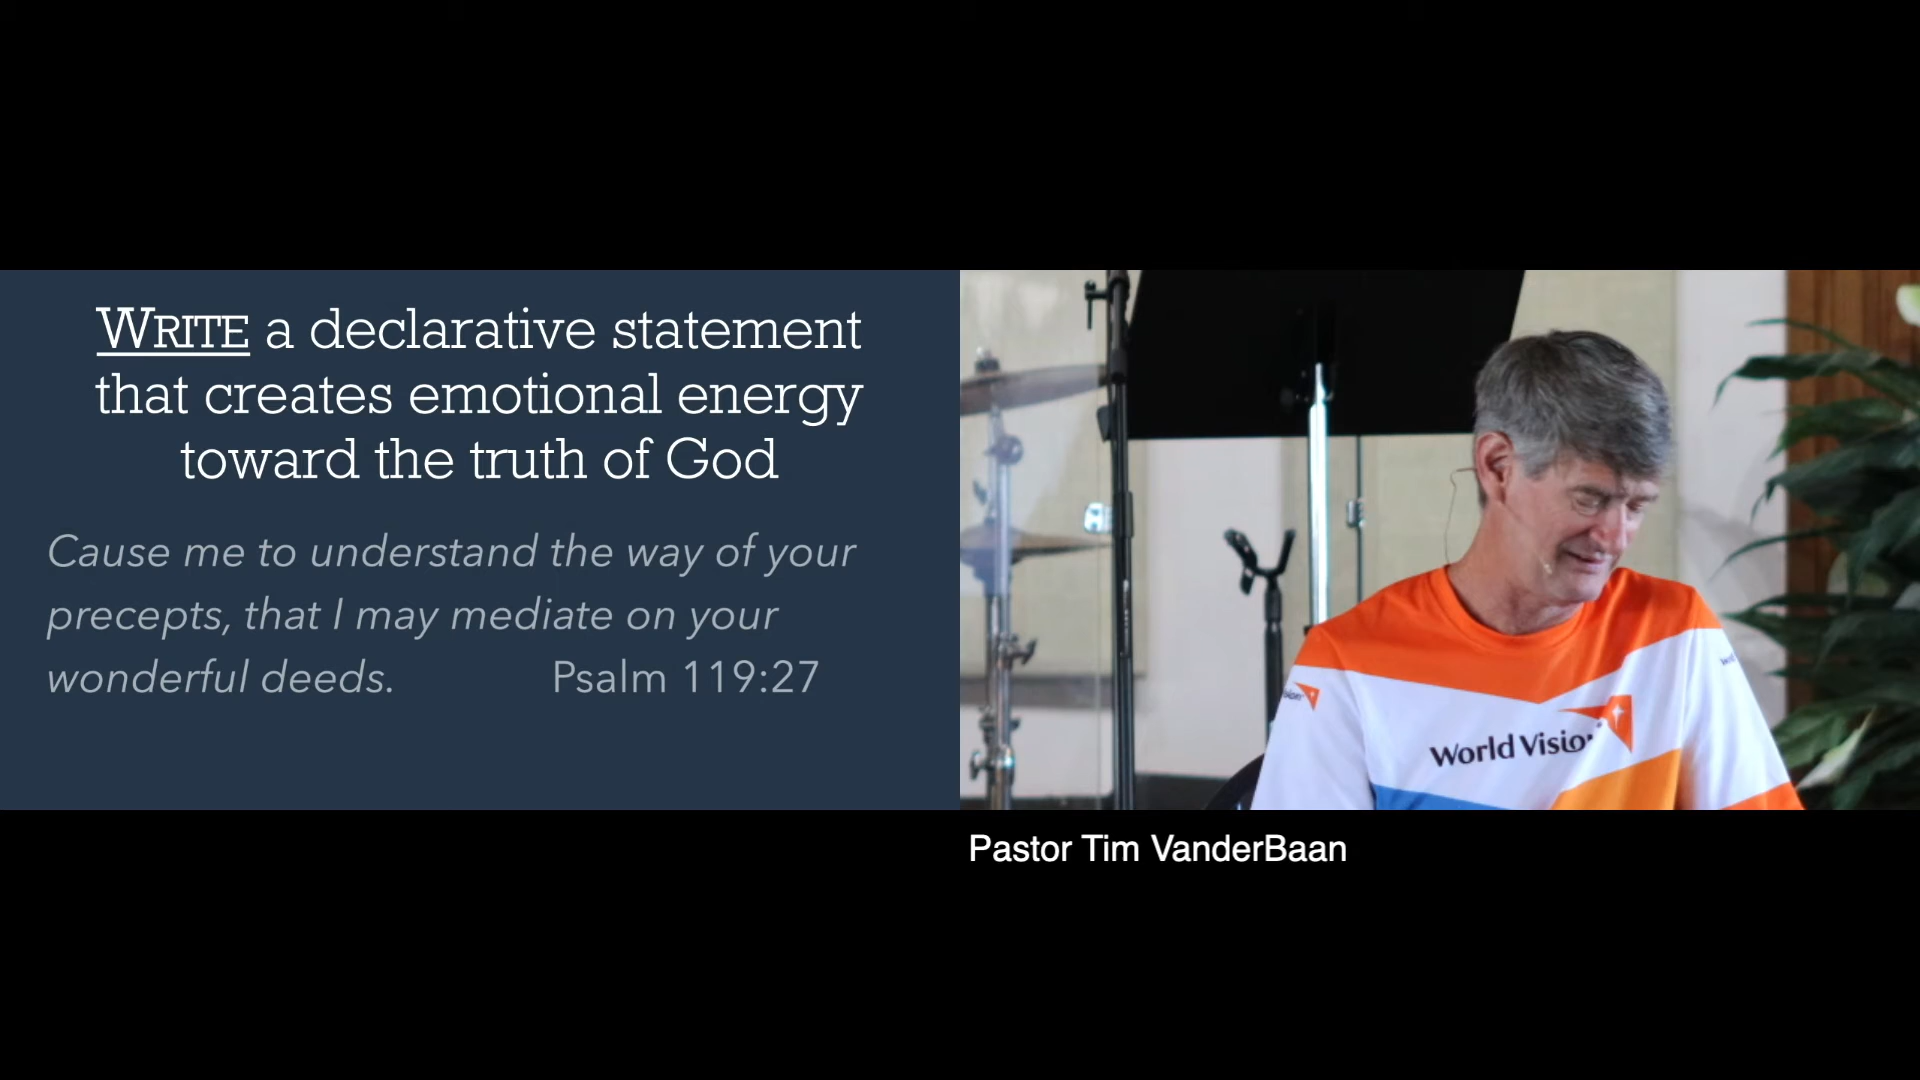 WRITE a declarative statement
that creates emotional energy
toward the truth of God
Cause me to understand the way of your
precepts, that I may mediate on your
wonderful deeds. Psalm 119:27
World Vision
Pastor Tim VanderBaan